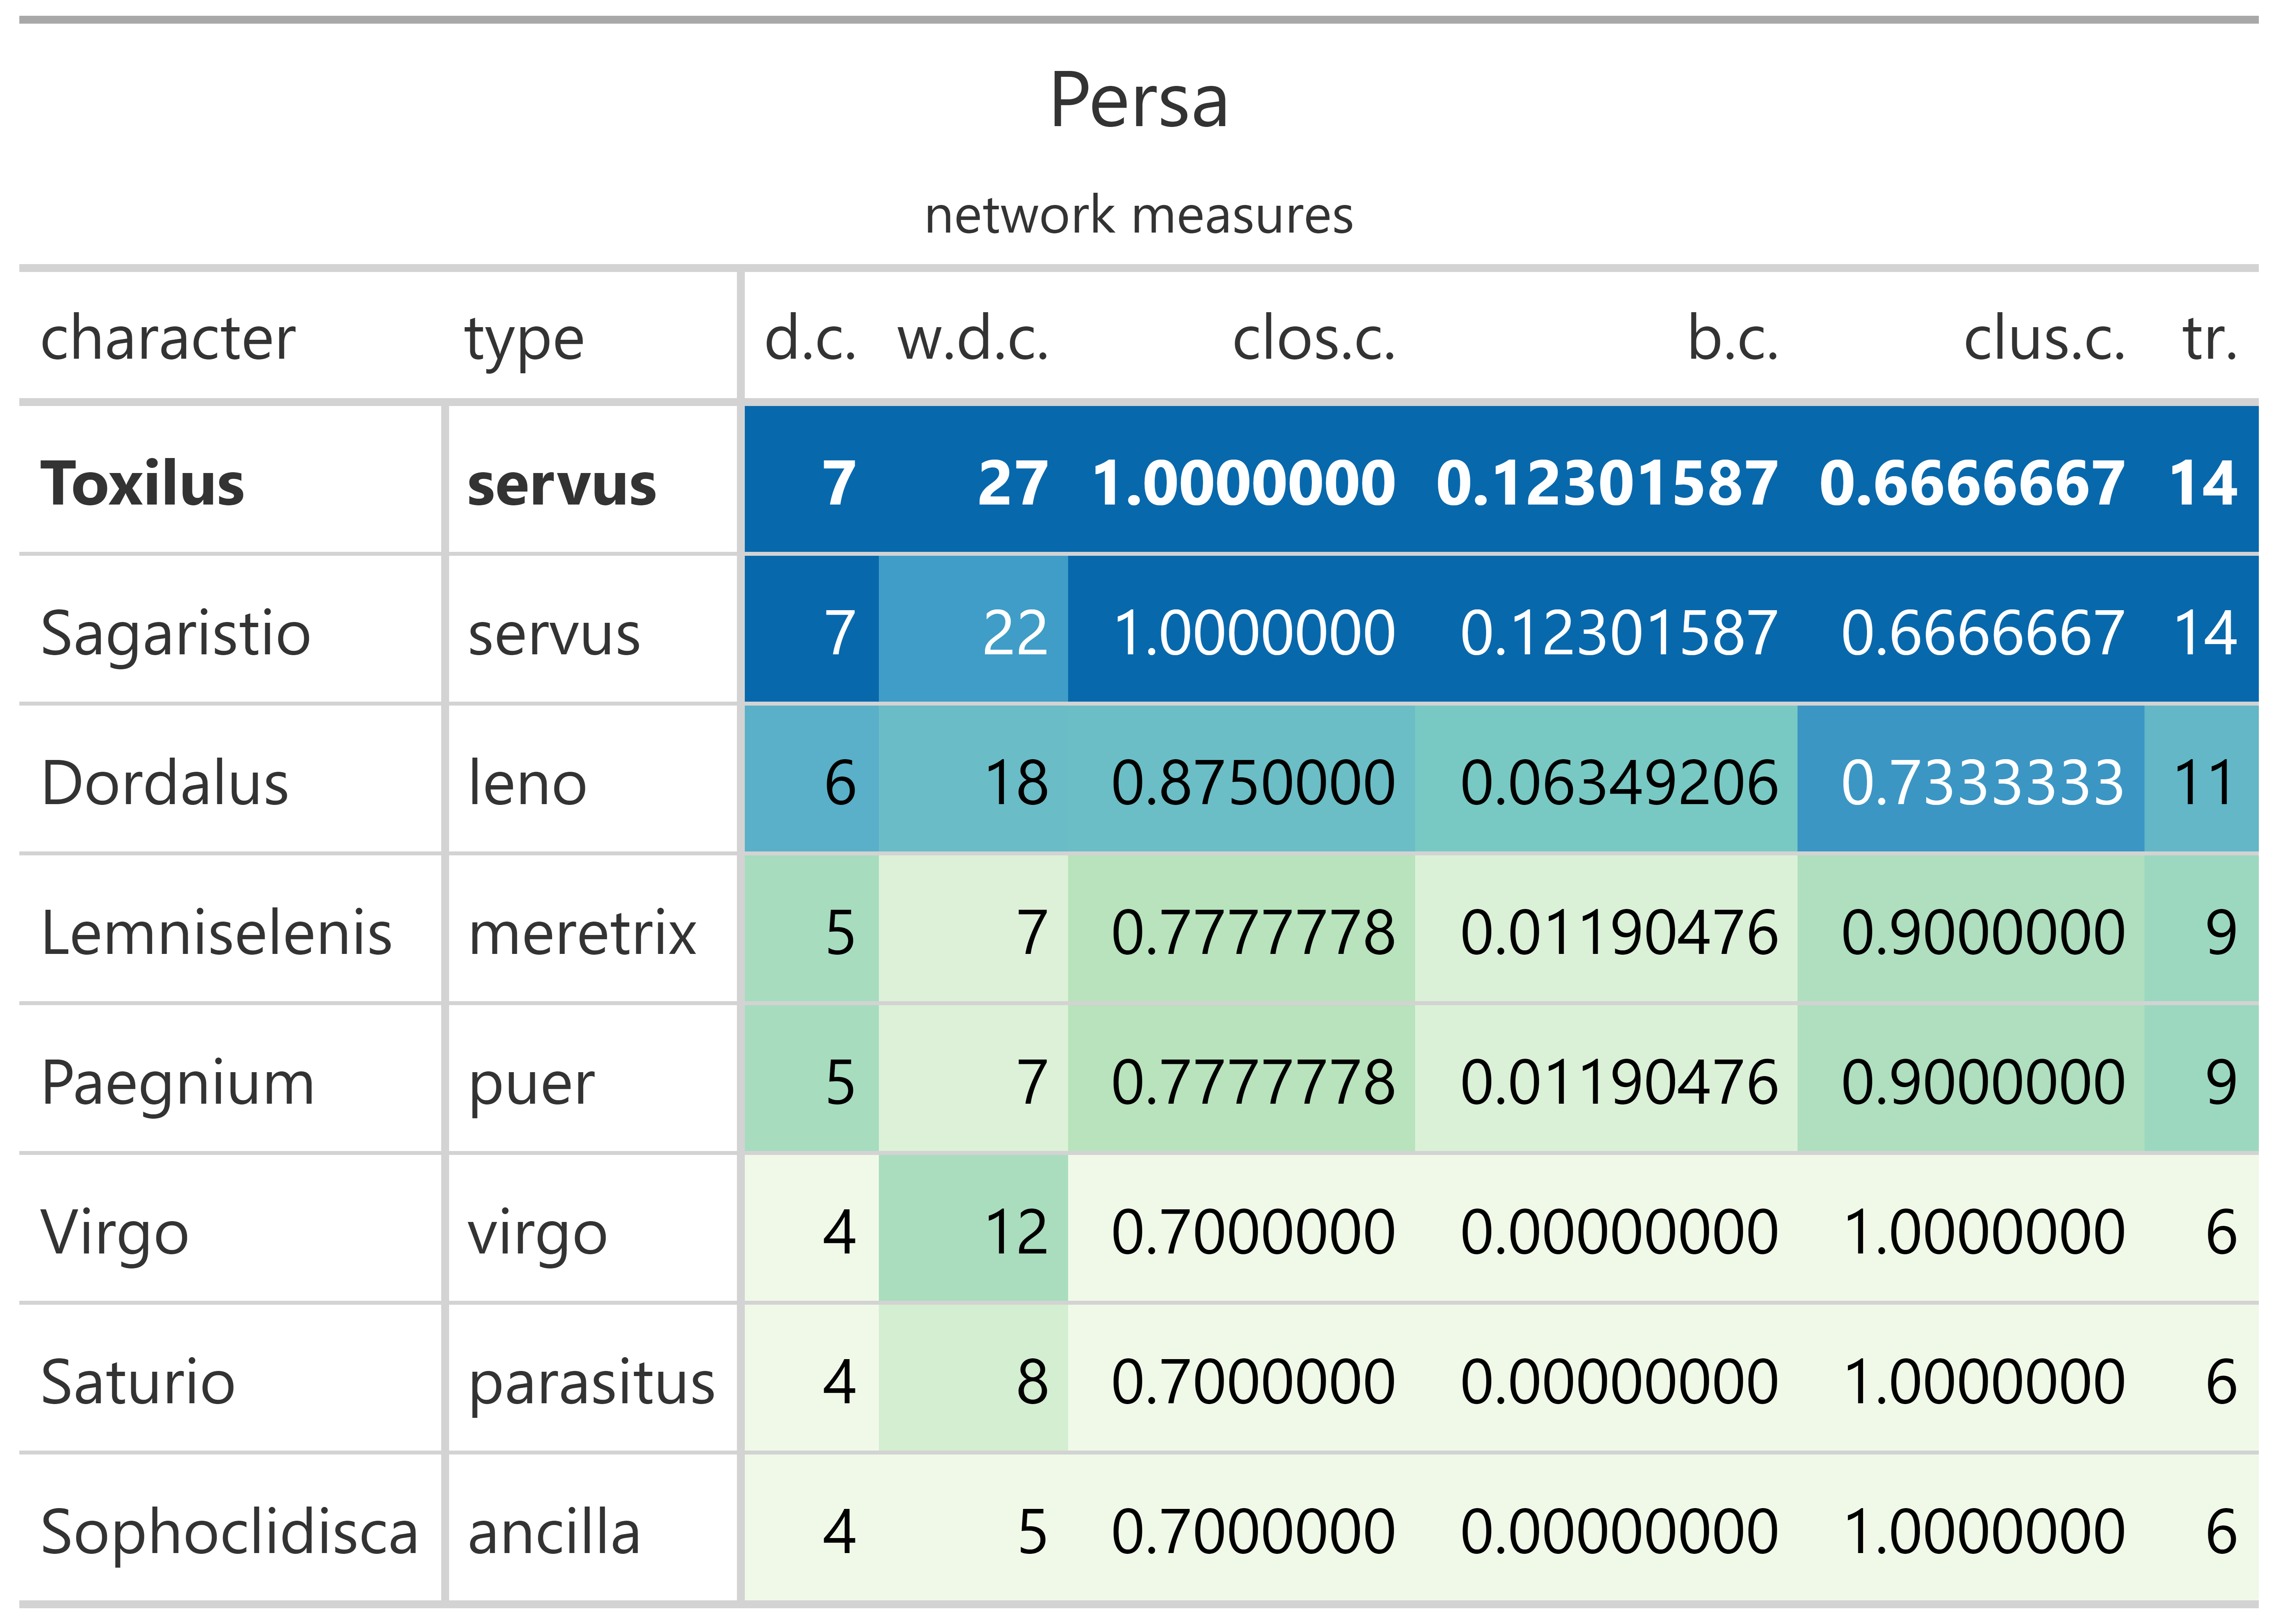 Persa
network measures
character type d.c. w.d.c. clos.c. b.c. clus.c. tr.
Toxilus servus 7 27 1.0000000 0.12301587 0.6666667 14
Sagaristio servus 7 22 1.0000000 0.12301587 0.6666667 14
Dordalus leno 6 18 0.8750000 0.06349206 0.7333333 11
Lemniselenis meretrix 5 7 0.7777778 0.01190476 0.9000000 9
Paegnium puer 5 7 0.7777778 0.01190476 0.9000000 9
Virgo virgo 4 12 0.7000000 0.00000000 1.0000000 6
Saturio parasitus 4 8 0.7000000 0.00000000 1.0000000 6
Sophoclidisca ancilla 4 5 0.7000000 0.00000000 1.0000000 6